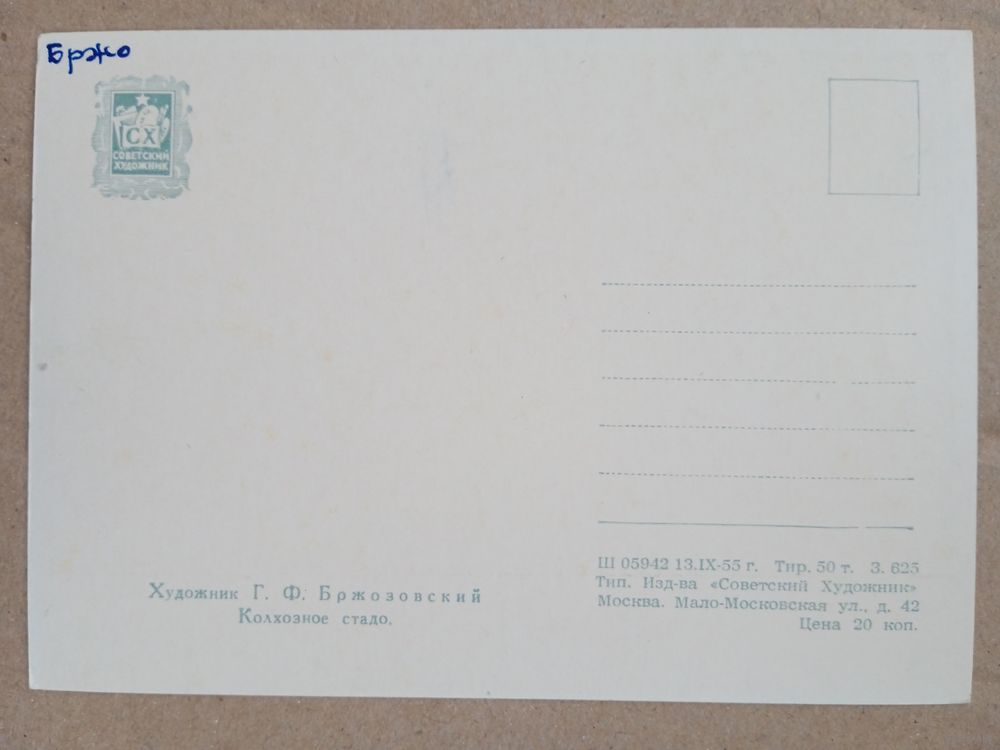 Бржо
СХ
СОВЕТСКИЙ
ХУДОЖНИК
Художник Г. Ф. Бржозовский
Колхозное стадо.
Ш 05942 13.IX-55 г. Тир. 50 т. З. 625
Тип. Изд-ва «Советский Художник»
Москва. Мало-Московская ул., д. 42
Цена 20 коп.